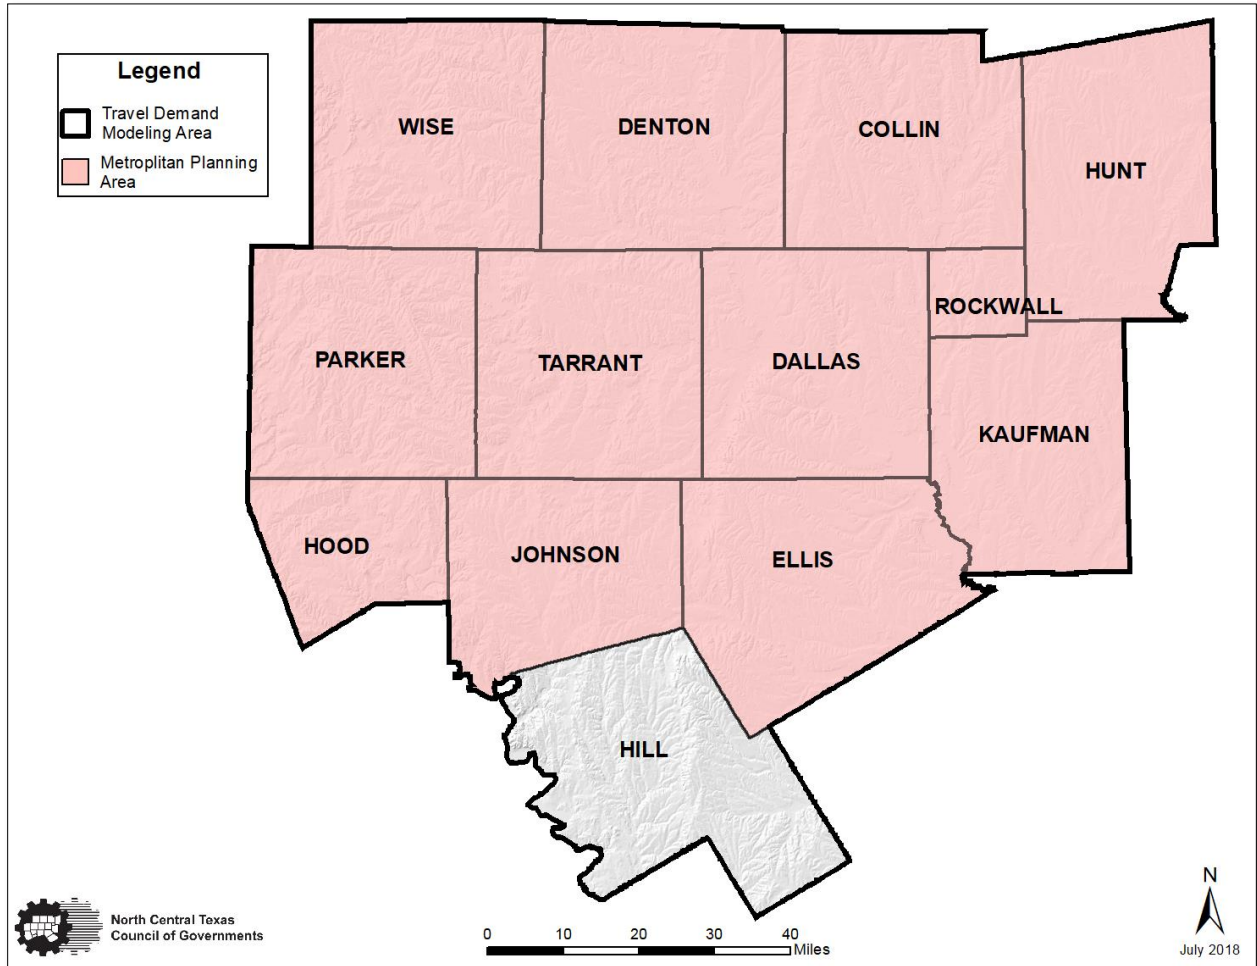 Legend
Travel Demand
Modeling Area
Metroplitan Planning
Area
WISE
DENTON
COLLIN
HUNT
ROCKWALL
PARKER
TARRANT
DALLAS
KAUFMAN
HOOD
JOHNSON
ELLIS
HILL
North Central Texas
Council of Governments
0 10 20 30 40
Miles
N
July 2018